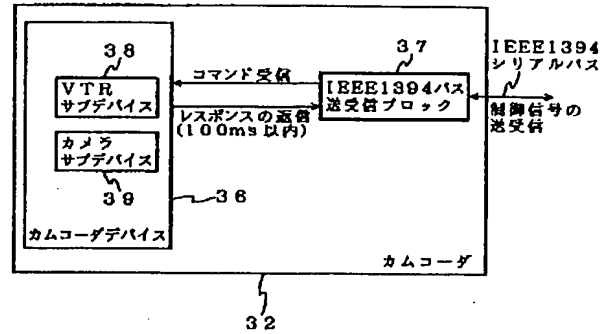 38
VTR
サブデバイス
カメラ
サブデバイス
39
カムコーダデバイス
36
コマンド受信
レスポンスの返信
(100ms以内)
37
IEEE1394バス
送受信ブロック
IEEE1394
シリアルバス
制御信号の
送受信
カムコーダ
32